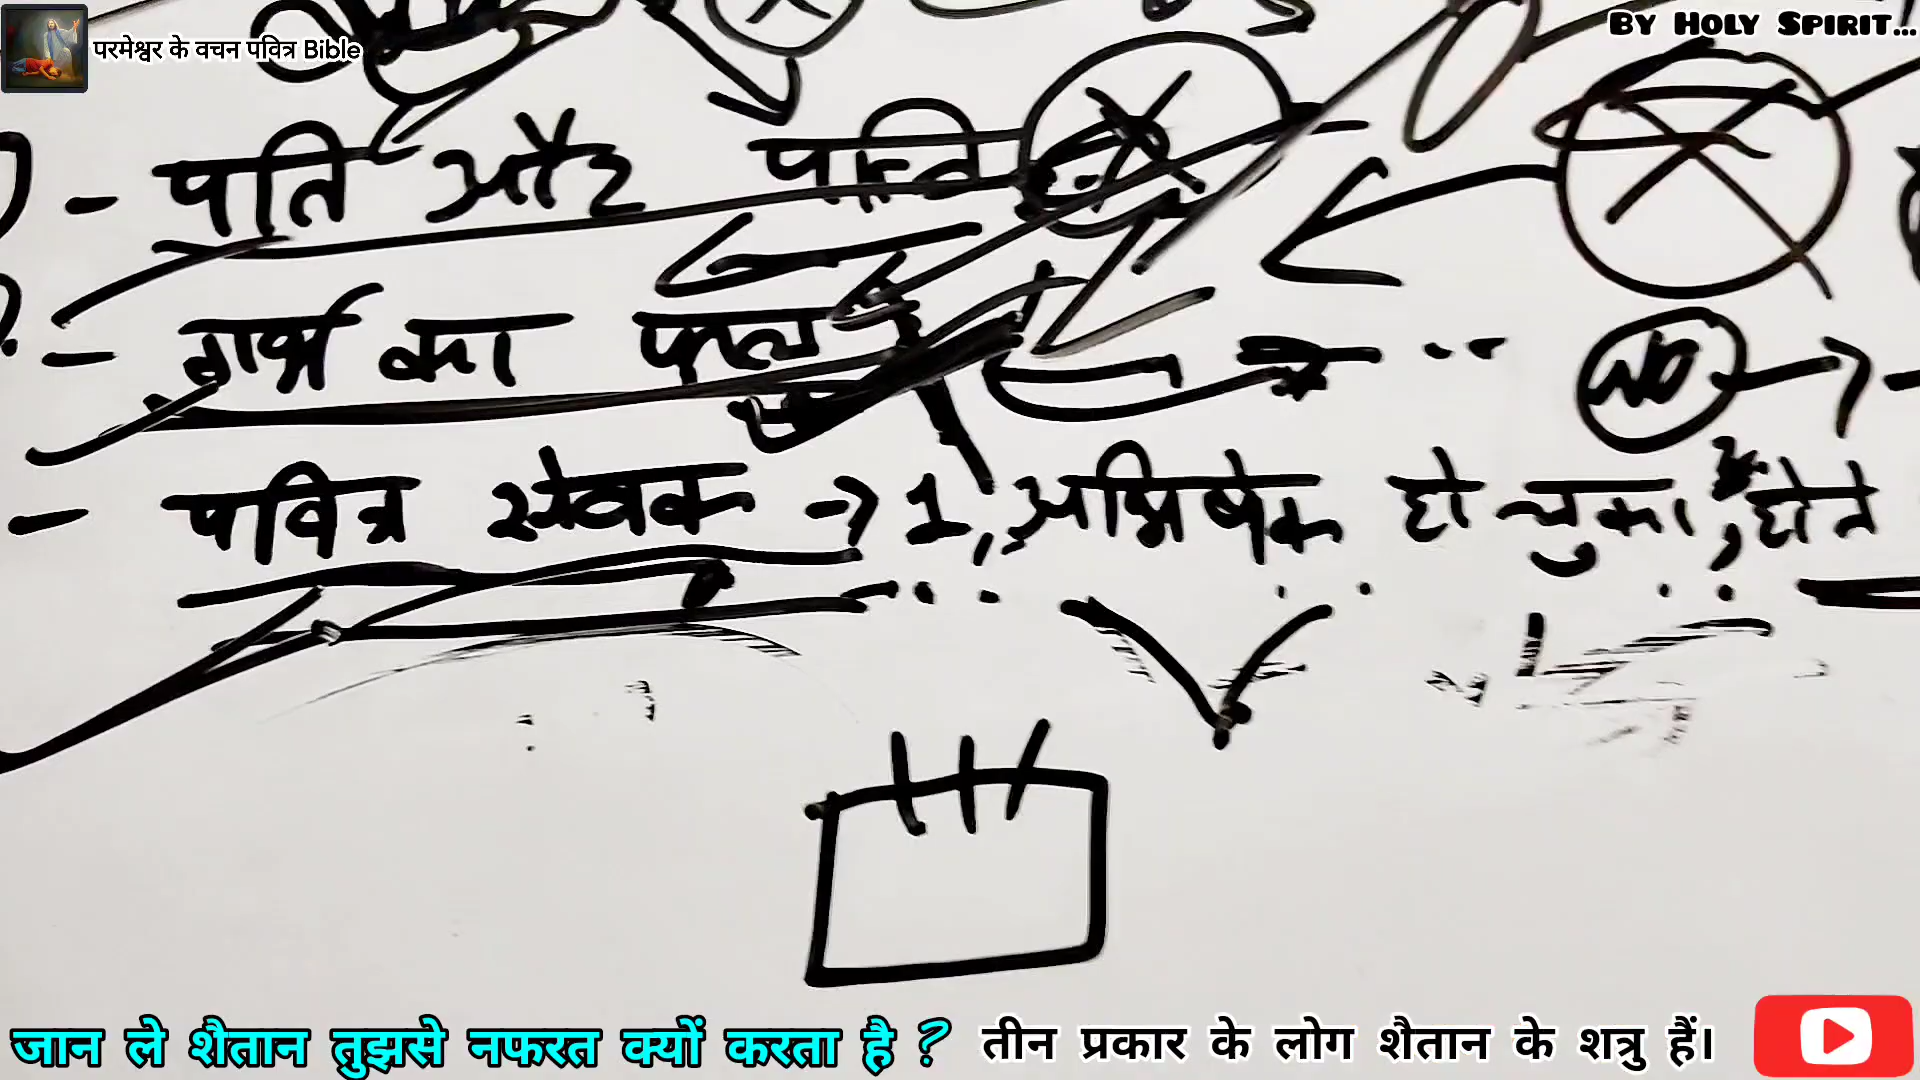 By Holy Spirit...
परमेश्वर के वचन पवित्र Bible
- पति और पत्नि
- गर्भ का फल
- पवित्र सेवक → 1, अभिषेक हो चुका, होने
NO →
जान ले शैतान तुझसे नफरत क्यों करता है ? तीन प्रकार के लोग शैतान के शत्रु हैं।